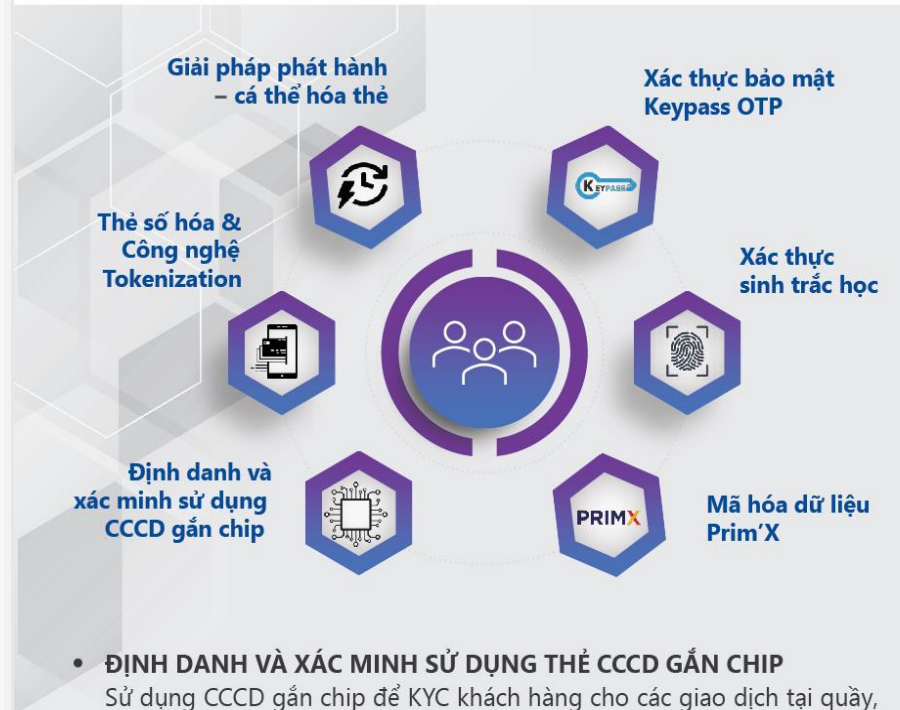 Giải pháp phát hành
– cá thể hóa thẻ
Xác thực bảo mật
Keypass OTP
KEYPASS
Thẻ số hóa &
Công nghệ
Tokenization
Xác thực
sinh trắc học
Định danh và
xác minh sử dụng
CCCD gắn chip
PRIMX
Mã hóa dữ liệu
Prim’X
• ĐỊNH DANH VÀ XÁC MINH SỬ DỤNG THẺ CCCD GẮN CHIP
Sử dụng CCCD gắn chip để KYC khách hàng cho các giao dịch tại quầy,